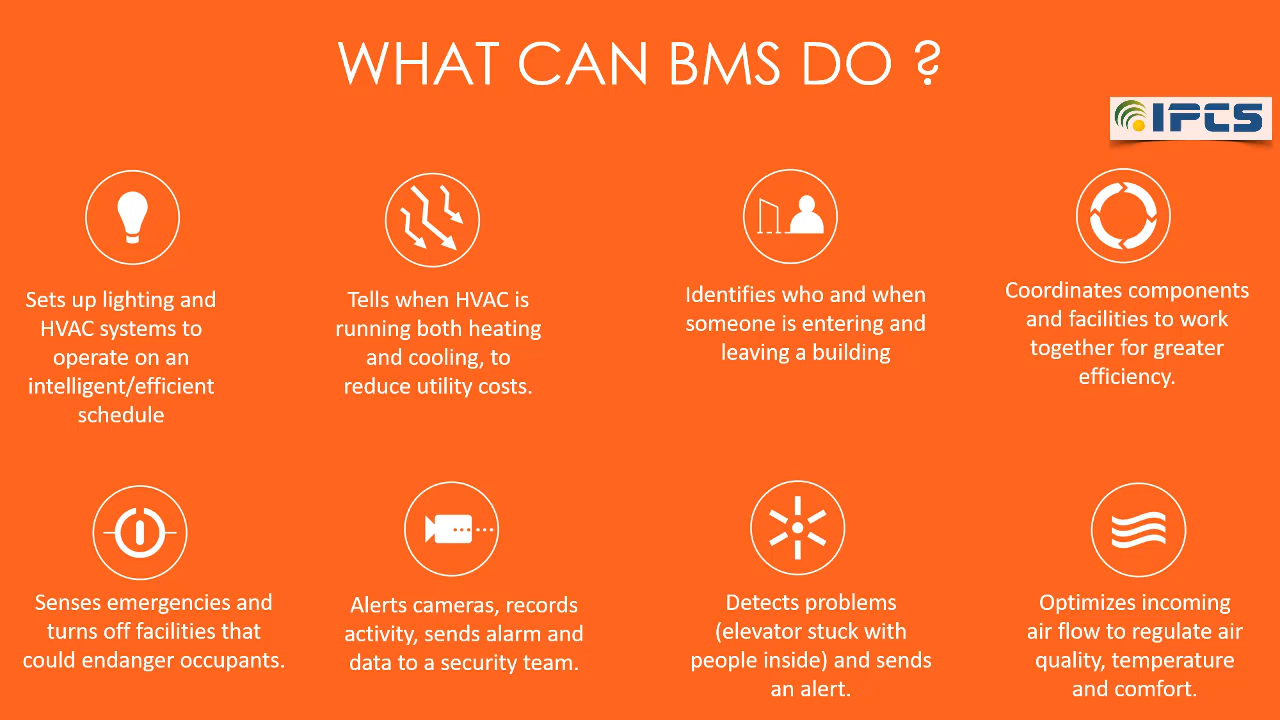 WHAT CAN BMS DO ?
IPCS
Sets up lighting and
HVAC systems to
operate on an
intelligent/efficient
schedule
Tells when HVAC is
running both heating
and cooling, to
reduce utility costs.
Identifies who and when
someone is entering and
leaving a building
Coordinates components
and facilities to work
together for greater
efficiency.
Senses emergencies and
turns off facilities that
could endanger occupants.
Alerts cameras, records
activity, sends alarm and
data to a security team.
Detects problems
(elevator stuck with
people inside) and sends
an alert.
Optimizes incoming
air flow to regulate air
quality, temperature
and comfort.